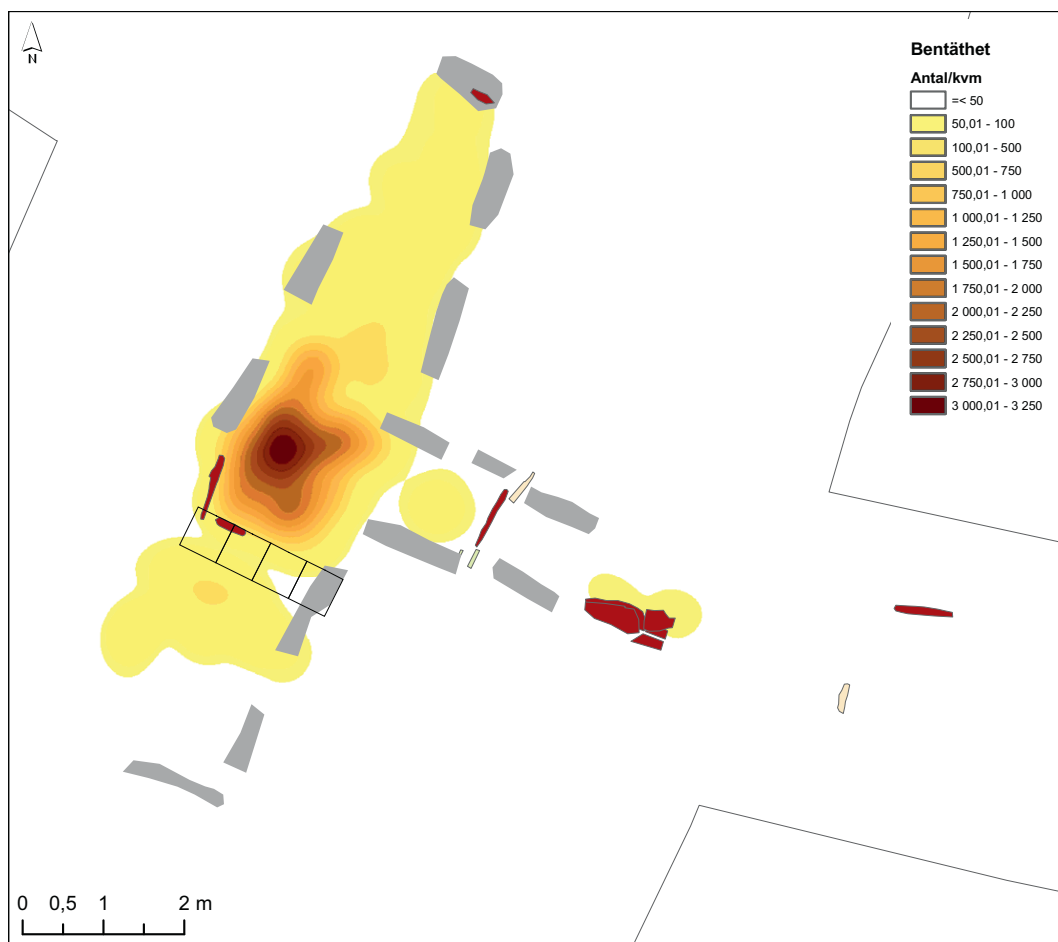 N
Bentäthet
Antal/kvm
=< 50
50,01 - 100
100,01 - 500
500,01 - 750
750,01 - 1 000
1 000,01 - 1 250
1 250,01 - 1 500
1 500,01 - 1 750
1 750,01 - 2 000
2 000,01 - 2 250
2 250,01 - 2 500
2 500,01 - 2 750
2 750,01 - 3 000
3 000,01 - 3 250
0 0,5 1 2 m